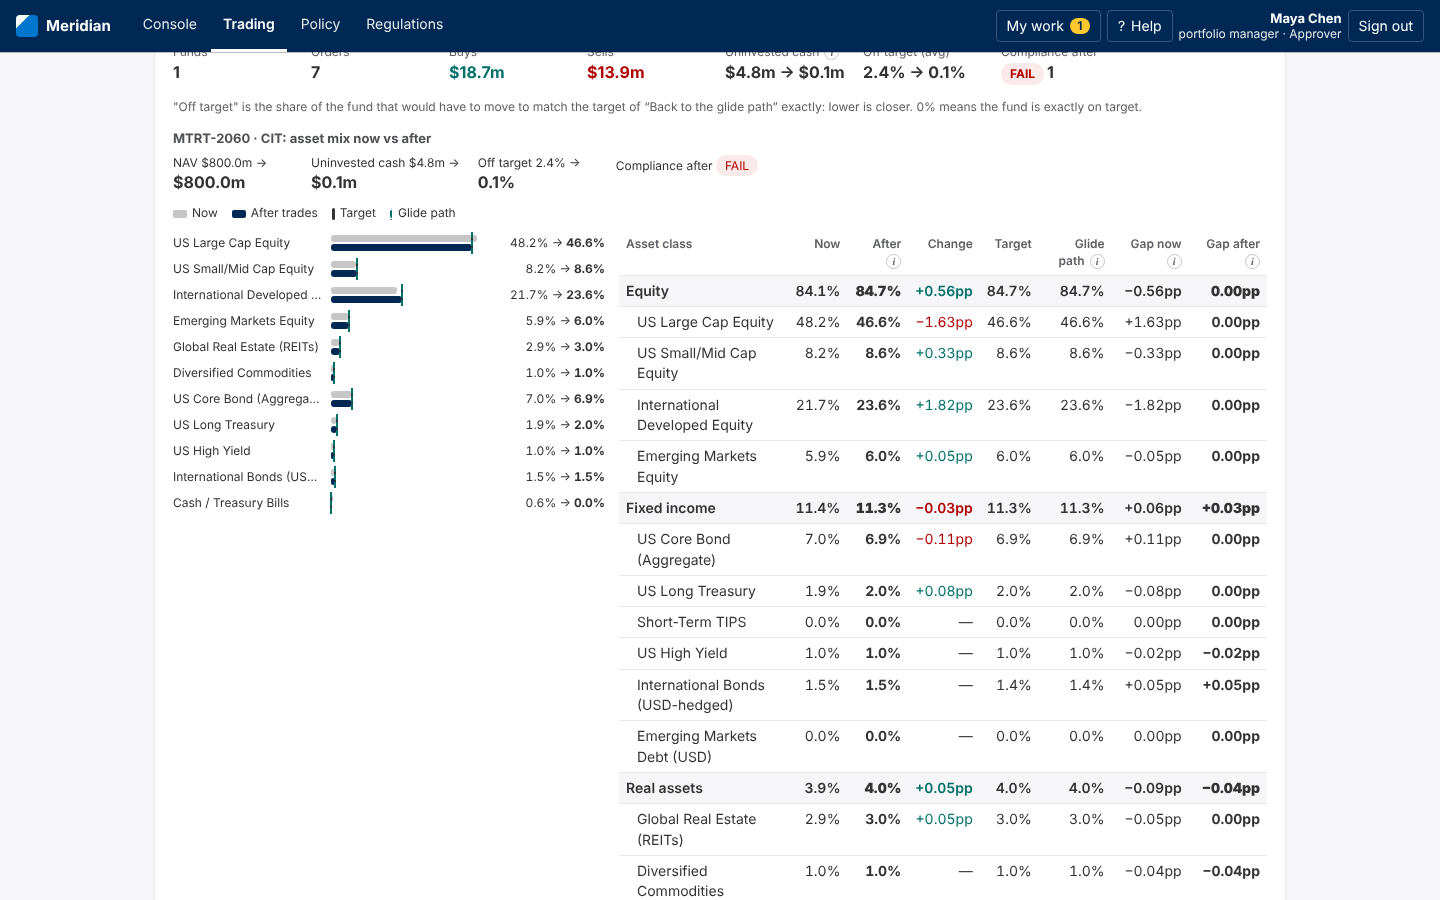 Meridian
Console
Trading
Policy
Regulations
My work 1
? Help
Maya Chen
portfolio manager · Approver
Sign out
Funds
Orders
Buys
Sells
Uninvested cash i
Off target (avg)
Compliance after
1
7
$18.7m
$13.9m
$4.8m → $0.1m
2.4% → 0.1%
FAIL 1
"Off target" is the share of the fund that would have to move to match the target of “Back to the glide path” exactly: lower is closer. 0% means the fund is exactly on target.
MTRT-2060 · CIT: asset mix now vs after
NAV $800.0m →
$800.0m
Uninvested cash $4.8m →
$0.1m
Off target 2.4% →
0.1%
Compliance after FAIL
Now
After trades
Target
Glide path
US Large Cap Equity 48.2% → 46.6%
US Small/Mid Cap Equity 8.2% → 8.6%
International Developed ... 21.7% → 23.6%
Emerging Markets Equity 5.9% → 6.0%
Global Real Estate (REITs) 2.9% → 3.0%
Diversified Commodities 1.0% → 1.0%
US Core Bond (Aggrega... 7.0% → 6.9%
US Long Treasury 1.9% → 2.0%
US High Yield 1.0% → 1.0%
International Bonds (US... 1.5% → 1.5%
Cash / Treasury Bills 0.6% → 0.0%
Asset class Now After Change Target Glide Gap now Gap after
i path i i i
Equity 84.1% 84.7% +0.56pp 84.7% 84.7% −0.56pp 0.00pp
US Large Cap Equity 48.2% 46.6% −1.63pp 46.6% 46.6% +1.63pp 0.00pp
US Small/Mid Cap 8.2% 8.6% +0.33pp 8.6% 8.6% −0.33pp 0.00pp
Equity
International 21.7% 23.6% +1.82pp 23.6% 23.6% −1.82pp 0.00pp
Developed Equity
Emerging Markets 5.9% 6.0% +0.05pp 6.0% 6.0% −0.05pp 0.00pp
Equity
Fixed income 11.4% 11.3% −0.03pp 11.3% 11.3% +0.06pp +0.03pp
US Core Bond 7.0% 6.9% −0.11pp 6.9% 6.9% +0.11pp 0.00pp
(Aggregate)
US Long Treasury 1.9% 2.0% +0.08pp 2.0% 2.0% −0.08pp 0.00pp
Short-Term TIPS 0.0% 0.0% — 0.0% 0.0% 0.00pp 0.00pp
US High Yield 1.0% 1.0% — 1.0% 1.0% −0.02pp −0.02pp
International Bonds 1.5% 1.5% — 1.4% 1.4% +0.05pp +0.05pp
(USD-hedged)
Emerging Markets 0.0% 0.0% — 0.0% 0.0% 0.00pp 0.00pp
Debt (USD)
Real assets 3.9% 4.0% +0.05pp 4.0% 4.0% −0.09pp −0.04pp
Global Real Estate 2.9% 3.0% +0.05pp 3.0% 3.0% −0.05pp 0.00pp
(REITs)
Diversified 1.0% 1.0% — 1.0% 1.0% −0.04pp −0.04pp
Commodities